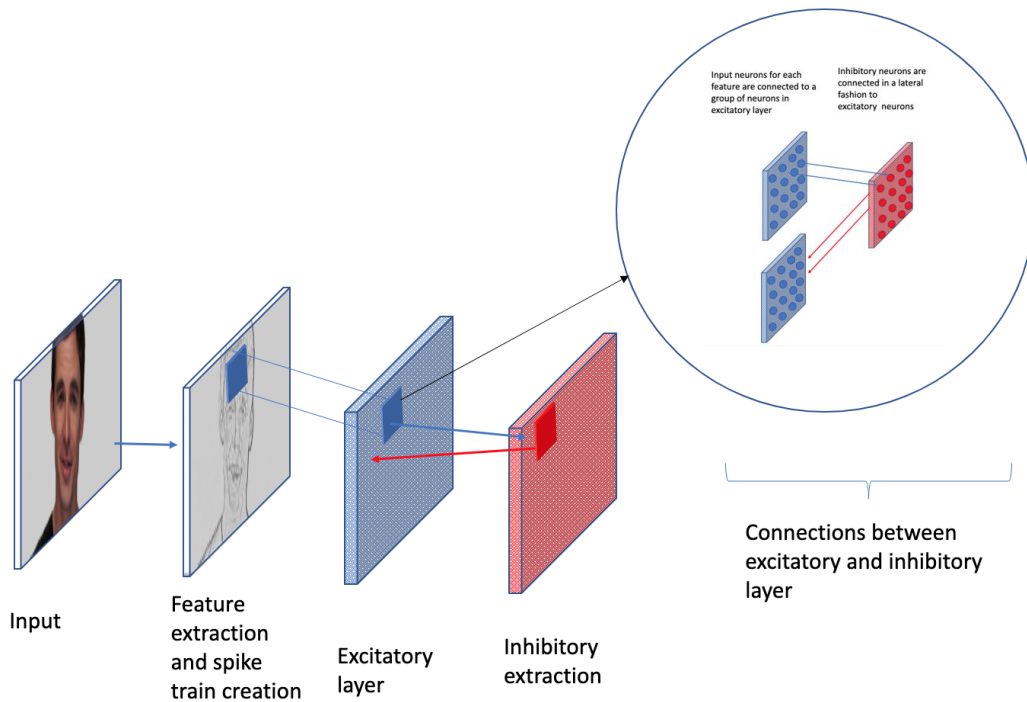 Input neurons for each
feature are connected to a
group of neurons in
excitatory layer
Inhibitory neurons are
connected in a lateral
fashion to
excitatory neurons
Connections between
excitatory and inhibitory
layer
Input
Feature
extraction
and spike
train creation
Excitatory
layer
Inhibitory
extraction